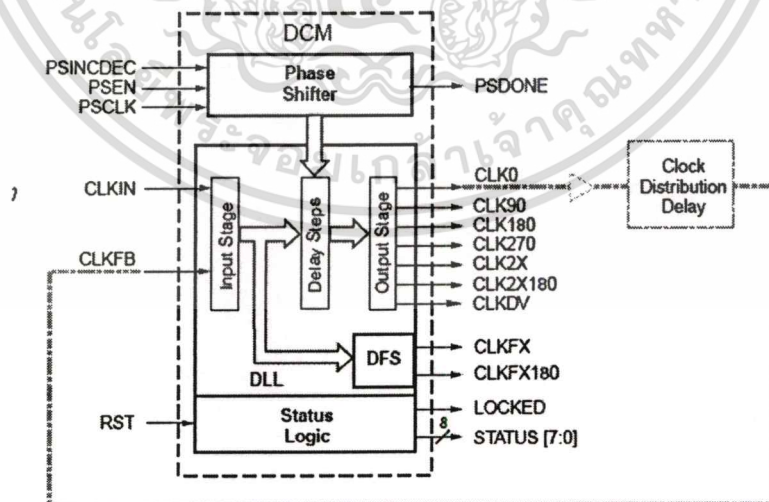 DCM
PSINCDEC
PSEN
PSCLK
Phase
Shifter
PSDONE
CLKIN
CLKFB
Input Stage
Delay Steps
Output Stage
CLK0
CLK90
CLK180
CLK270
CLK2X
CLK2X180
CLKDV
Clock
Distribution
Delay
DFS
DLL
CLKFX
CLKFX180
RST
Status
Logic
LOCKED
8
STATUS [7:0]